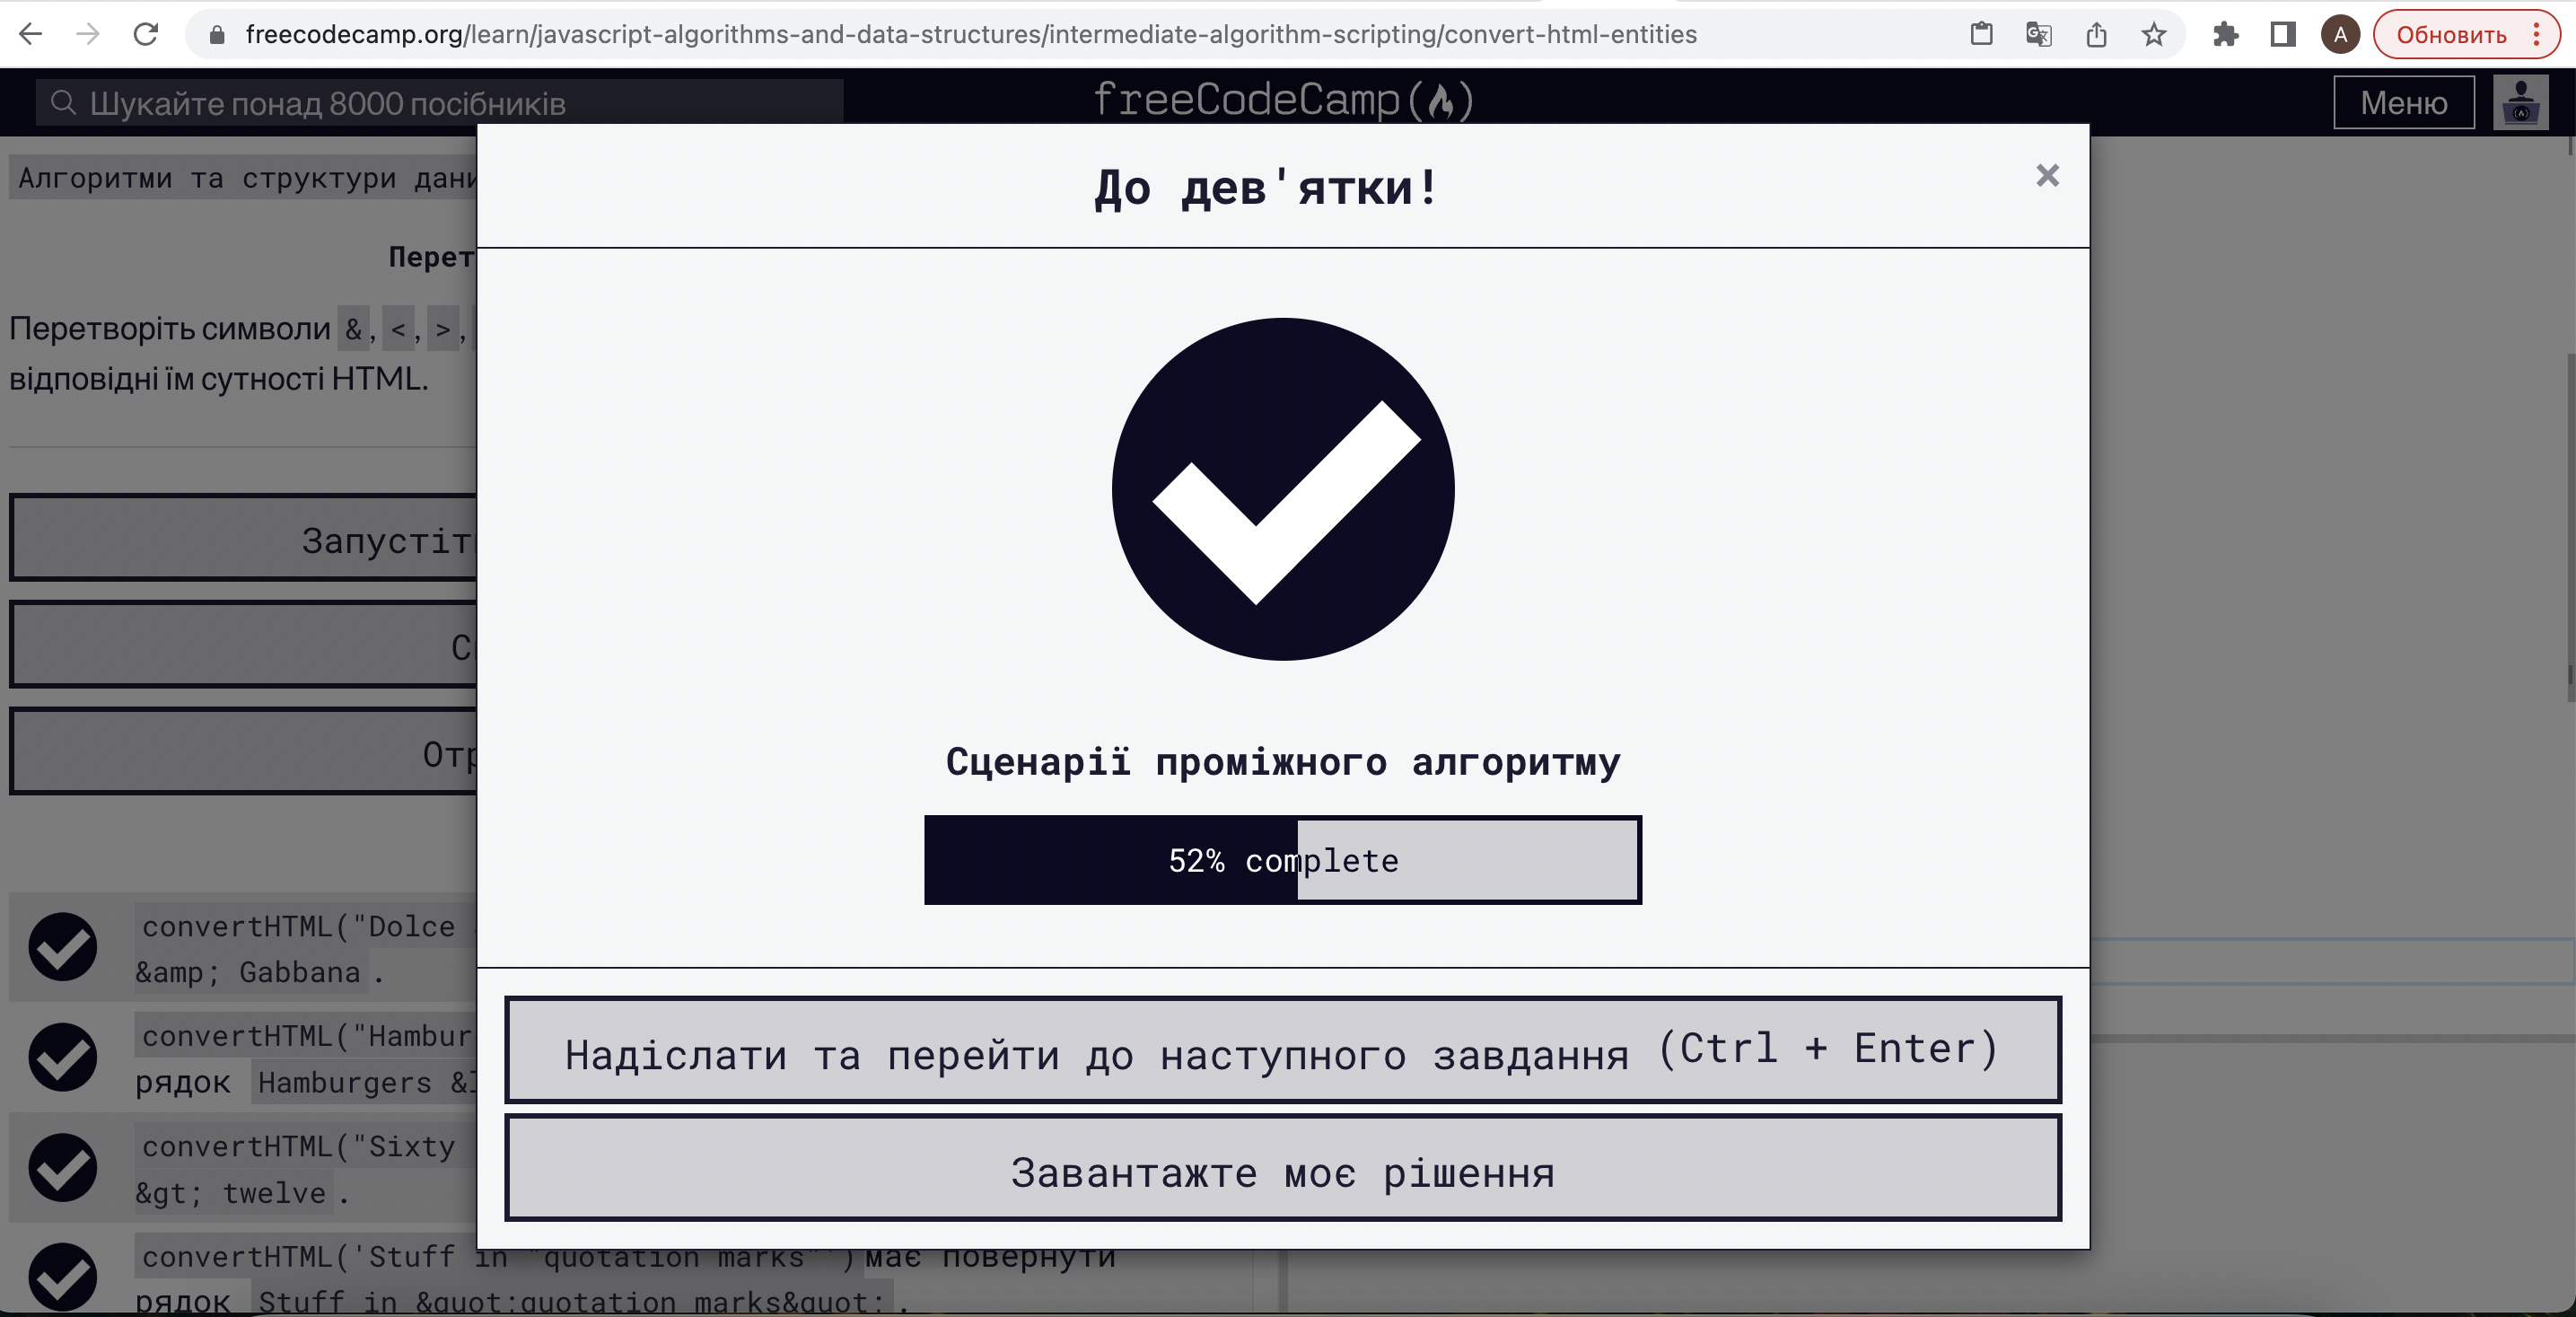 freecodecamp.org/learn/javascript-algorithms-and-data-structures/intermediate-algorithm-scripting/convert-html-entities
A
Обновить
Шукайте понад 8000 посібників
freeCodeCamp(🔥)
Меню
Алгоритми та структури дани
До дев'ятки!
×
Перет
Перетворіть символи &, <, >,
відповідні їм сутності HTML.
Запустіт
С
Отр
Сценарії проміжного алгоритму
52% complete
convertHTML("Dolce
&amp; Gabbana.
convertHTML("Hambur
рядок Hamburgers &l
convertHTML("Sixty
&gt; twelve.
Надіслати та перейти до наступного завдання (Ctrl + Enter)
Завантажте моє рішення
convertHTML('Stuff in "quotation marks"') має повернути
рядок Stuff in &quot;quotation marks&quot;.